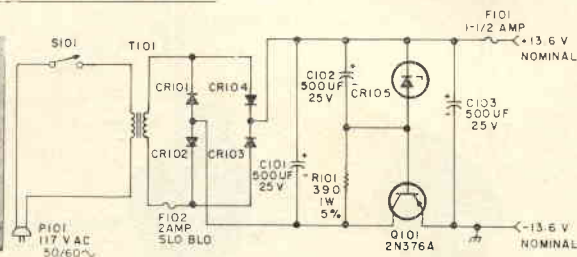 S101
T101
CR101
CR104
CR102
CR103
F102
2AMP
SLO BLO
P101
117 VAC
50/60~
C101
500UF
25 V
C102
500UF
25 V
CR105
R101
390
1W
5%
Q101
2N376A
C103
500UF
25V
F101
1-1/2 AMP
+13.6 V
NOMINAL
-13.6 V
NOMINAL